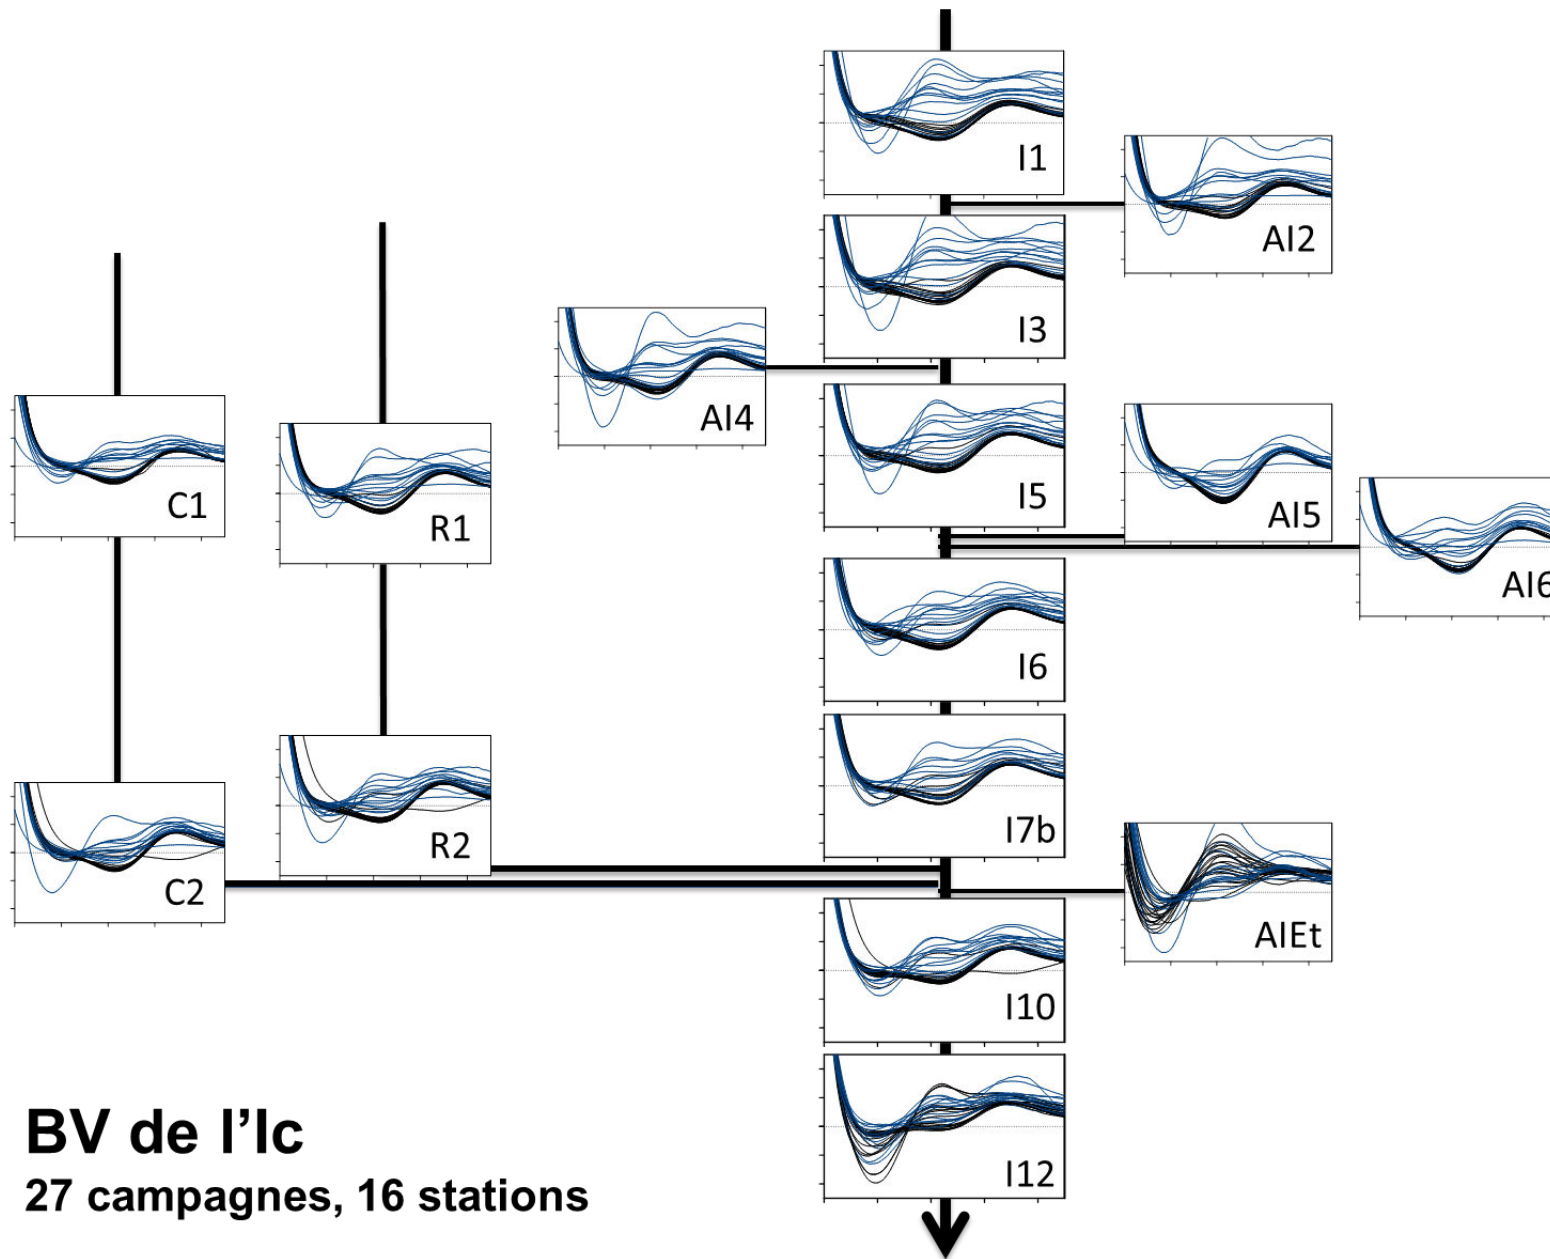 I1
AI2
I3
AI4
I5
C1
R1
AI5
AI6
I6
I7b
R2
C2
AIEt
I10
I12
BV de l’Ic
27 campagnes, 16 stations